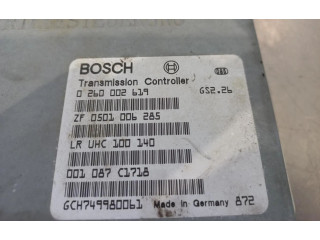 BOSCH
Transmission Controller
0 260 002 619 GS2.26
ZF 0501 006 285
LR UHC 100 140
001 087 C1718
GCH749980061 Made in Germany 872